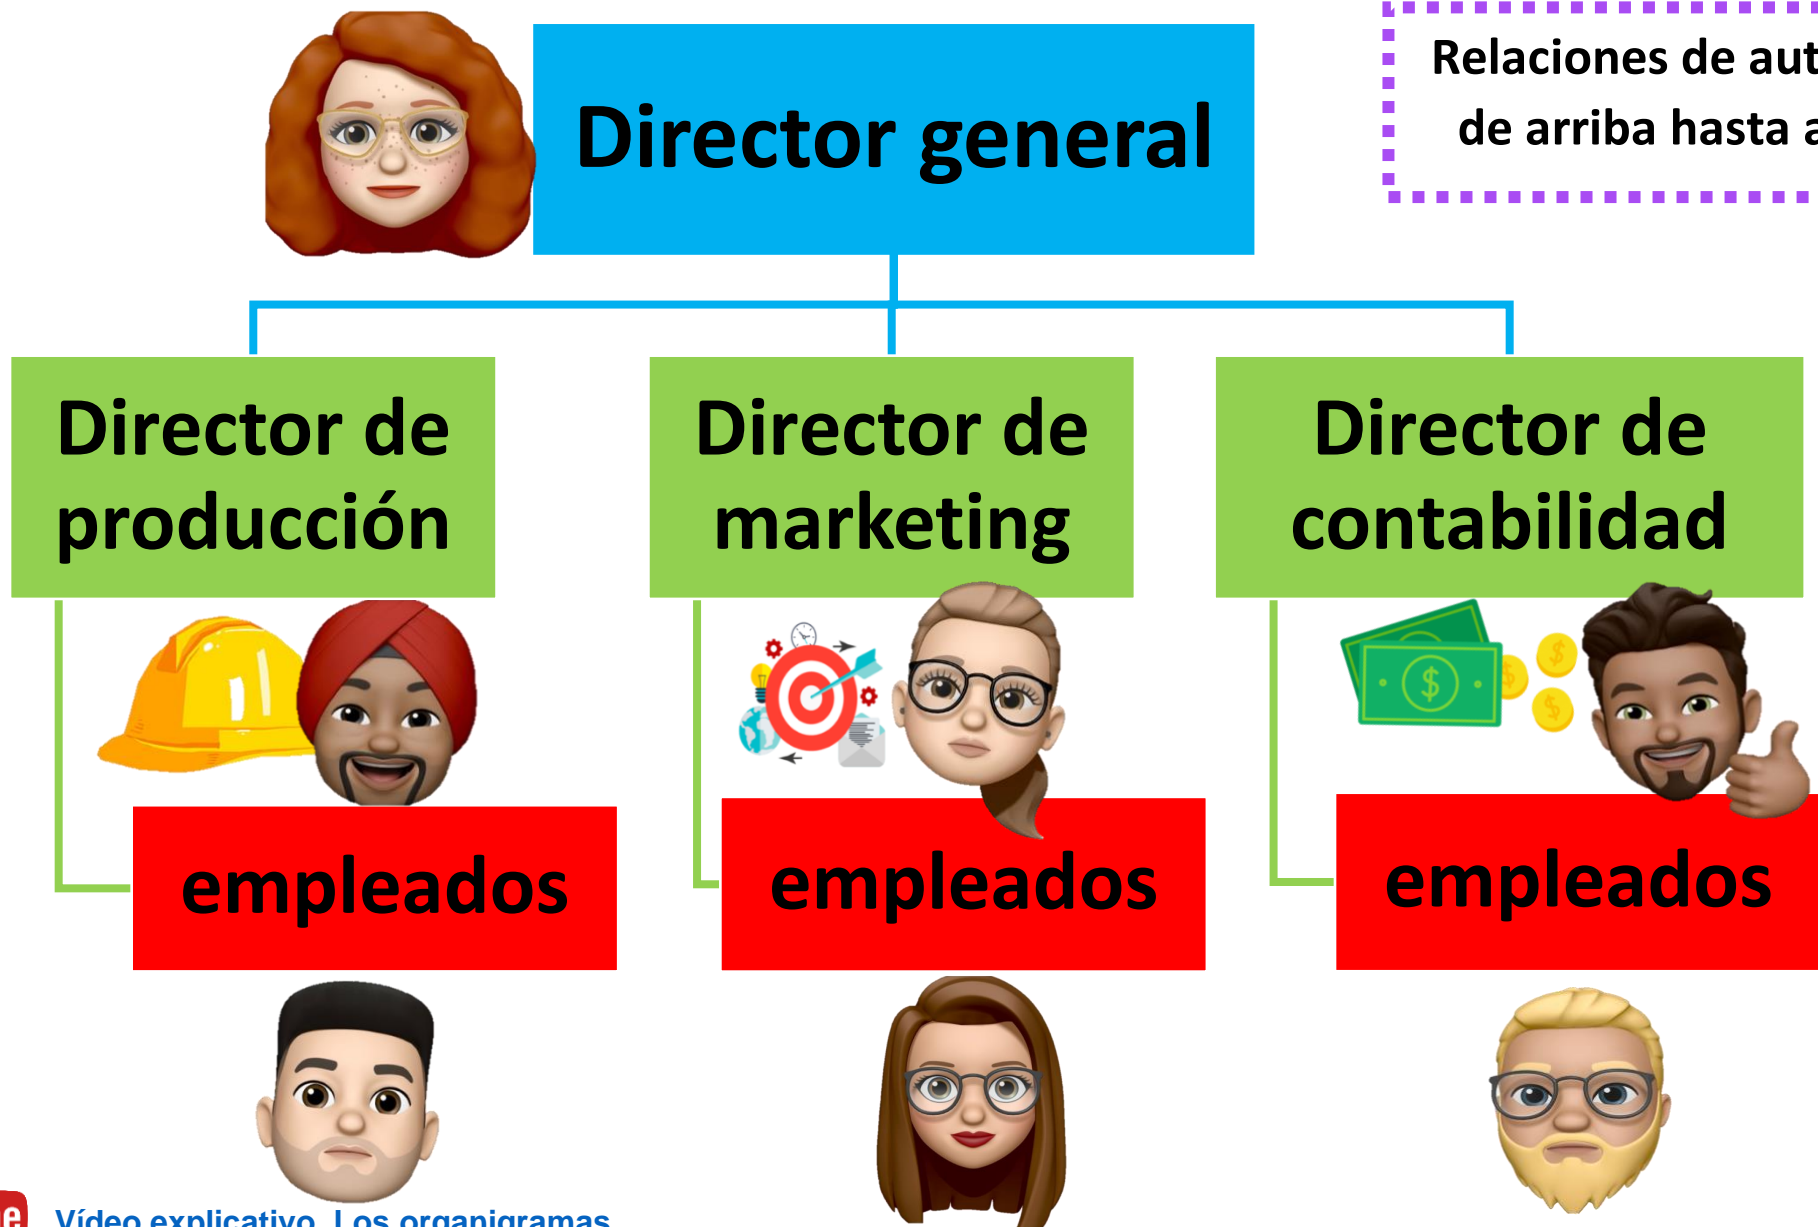 Director general
Relaciones de aut
de arriba hasta a
Director de
producción
Director de
marketing
Director de
contabilidad
empleados
empleados
empleados
Vídeo explicativo. Los organigramas